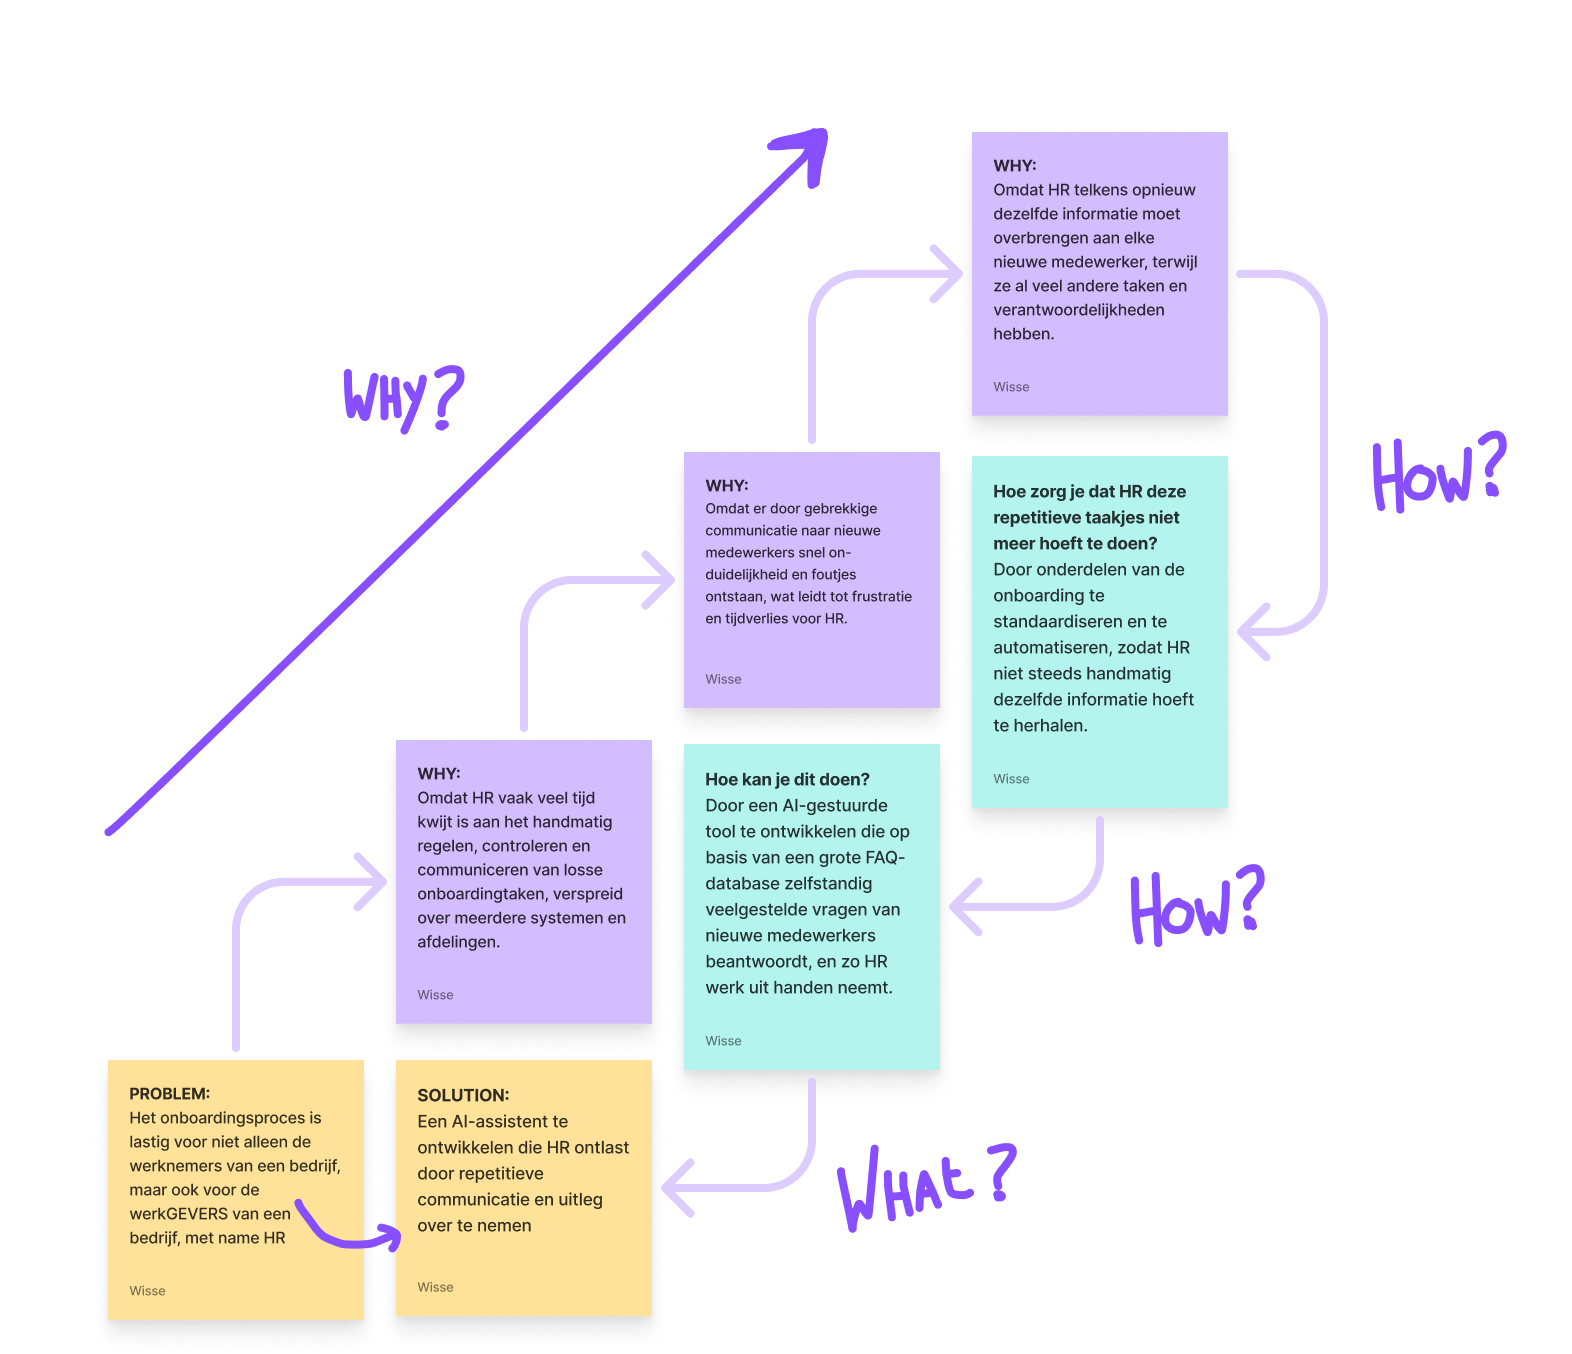 WHY:
Omdat HR telkens opnieuw
dezelfde informatie moet
overbrengen aan elke
nieuwe medewerker, terwijl
ze al veel andere taken en
verantwoordelijkheden
hebben.
Wisse
WHY?
HOW?
WHY:
Omdat er door gebrekkige
communicatie naar nieuwe
medewerkers snel on-
duidelijkheid en foutjes
ontstaan, wat leidt tot frustratie
en tijdverlies voor HR.
Wisse
Hoe zorg je dat HR deze
repetitieve taakjes niet
meer hoeft te doen?
Door onderdelen van de
onboarding te
standaardiseren en te
automatiseren, zodat HR
niet steeds handmatig
dezelfde informatie hoeft
te herhalen.
Wisse
WHY:
Omdat HR vaak veel tijd
kwijt is aan het handmatig
regelen, controleren en
communiceren van losse
onboardingtaken, verspreid
over meerdere systemen en
afdelingen.
Wisse
Hoe kan je dit doen?
Door een AI-gestuurde
tool te ontwikkelen die op
basis van een grote FAQ-
database zelfstandig
veelgestelde vragen van
nieuwe medewerkers
beantwoordt, en zo HR
werk uit handen neemt.
Wisse
HOW?
PROBLEM:
Het onboardingsproces is
lastig voor niet alleen de
werknemers van een bedrijf,
maar ook voor de
werkGEVERS van een
bedrijf, met name HR
Wisse
SOLUTION:
Een AI-assistent te
ontwikkelen die HR ontlast
door repetitieve
communicatie en uitleg
over te nemen
Wisse
WHAt?